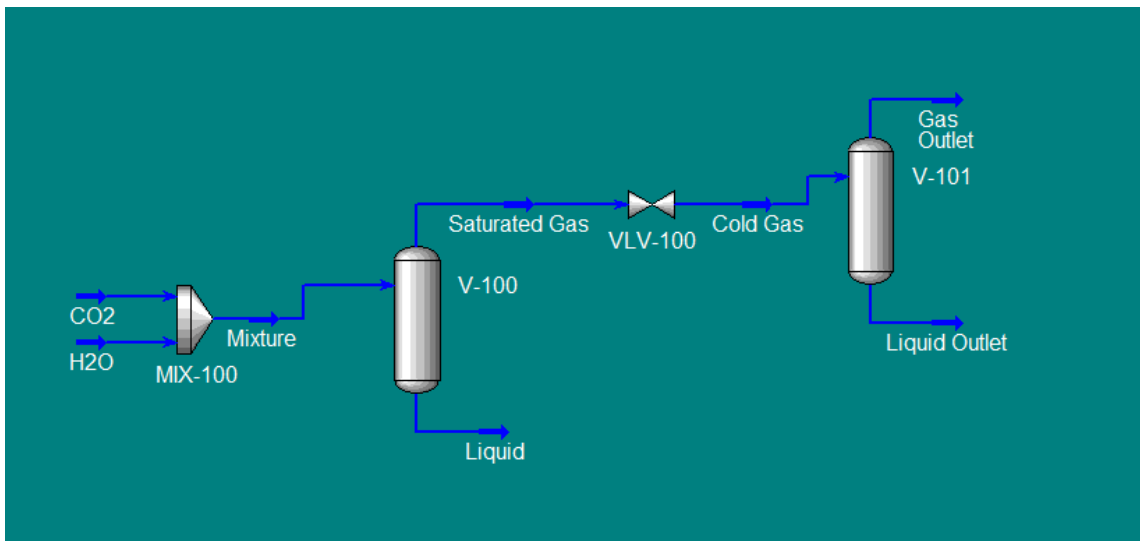 Gas
Outlet
V-101
Saturated Gas
VLV-100
Cold Gas
V-100
CO2
Mixture
H2O
MIX-100
Liquid Outlet
Liquid